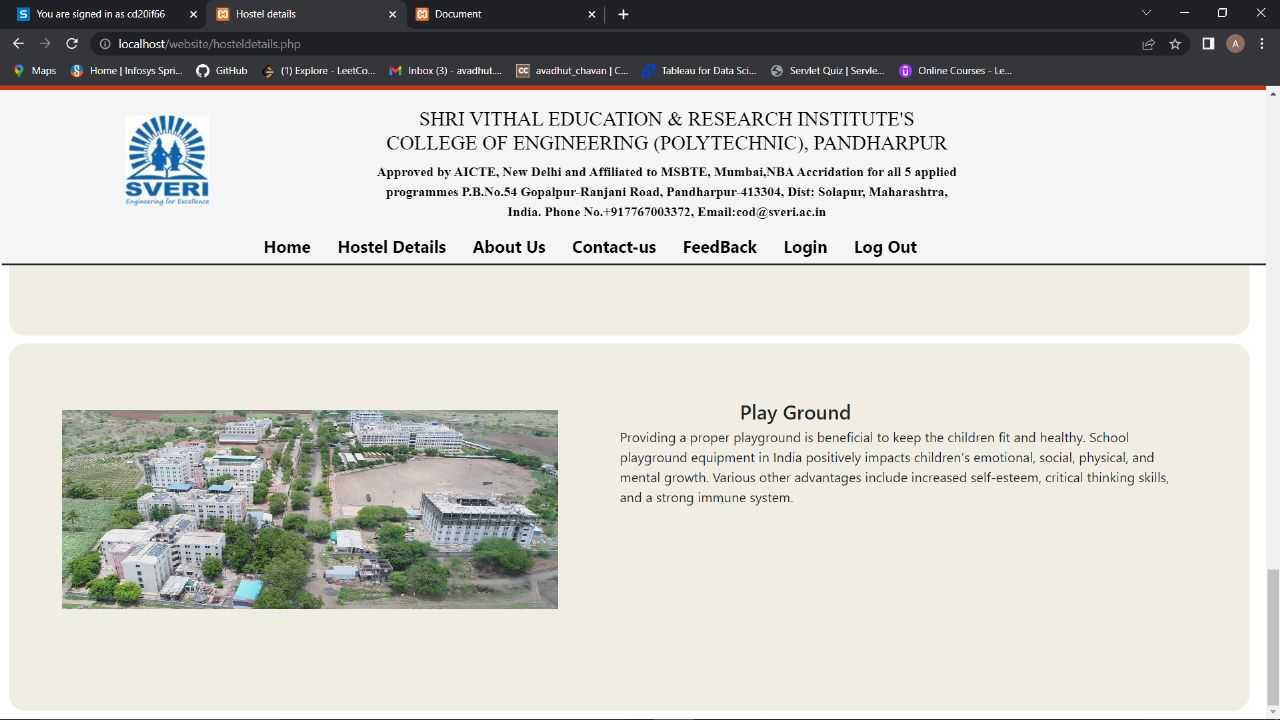 You are signed in as cd20if66
Hostel details
Document
localhost/website/hosteldetails.php
A
Maps
Home | Infosys Spri...
GitHub
(1) Explore - LeetCo...
Inbox (3) - avadhut....
CC
avadhut_chavan | C...
Tableau for Data Sci...
Servlet Quiz | Servle...
Online Courses - Le...
SVERI
Engineering for Excellence
SHRI VITHAL EDUCATION & RESEARCH INSTITUTE'S
COLLEGE OF ENGINEERING (POLYTECHNIC), PANDHARPUR
Approved by AICTE, New Delhi and Affiliated to MSBTE, Mumbai,NBA Accridation for all 5 applied
programmes P.B.No.54 Gopalpur-Ranjani Road, Pandharpur-413304, Dist: Solapur, Maharashtra,
India. Phone No.+917767003372, Email:cod@sveri.ac.in
Home Hostel Details About Us Contact-us FeedBack Login Log Out
Play Ground
Providing a proper playground is beneficial to keep the children fit and healthy. School
playground equipment in India positively impacts children's emotional, social, physical, and
mental growth. Various other advantages include increased self-esteem, critical thinking skills,
and a strong immune system.